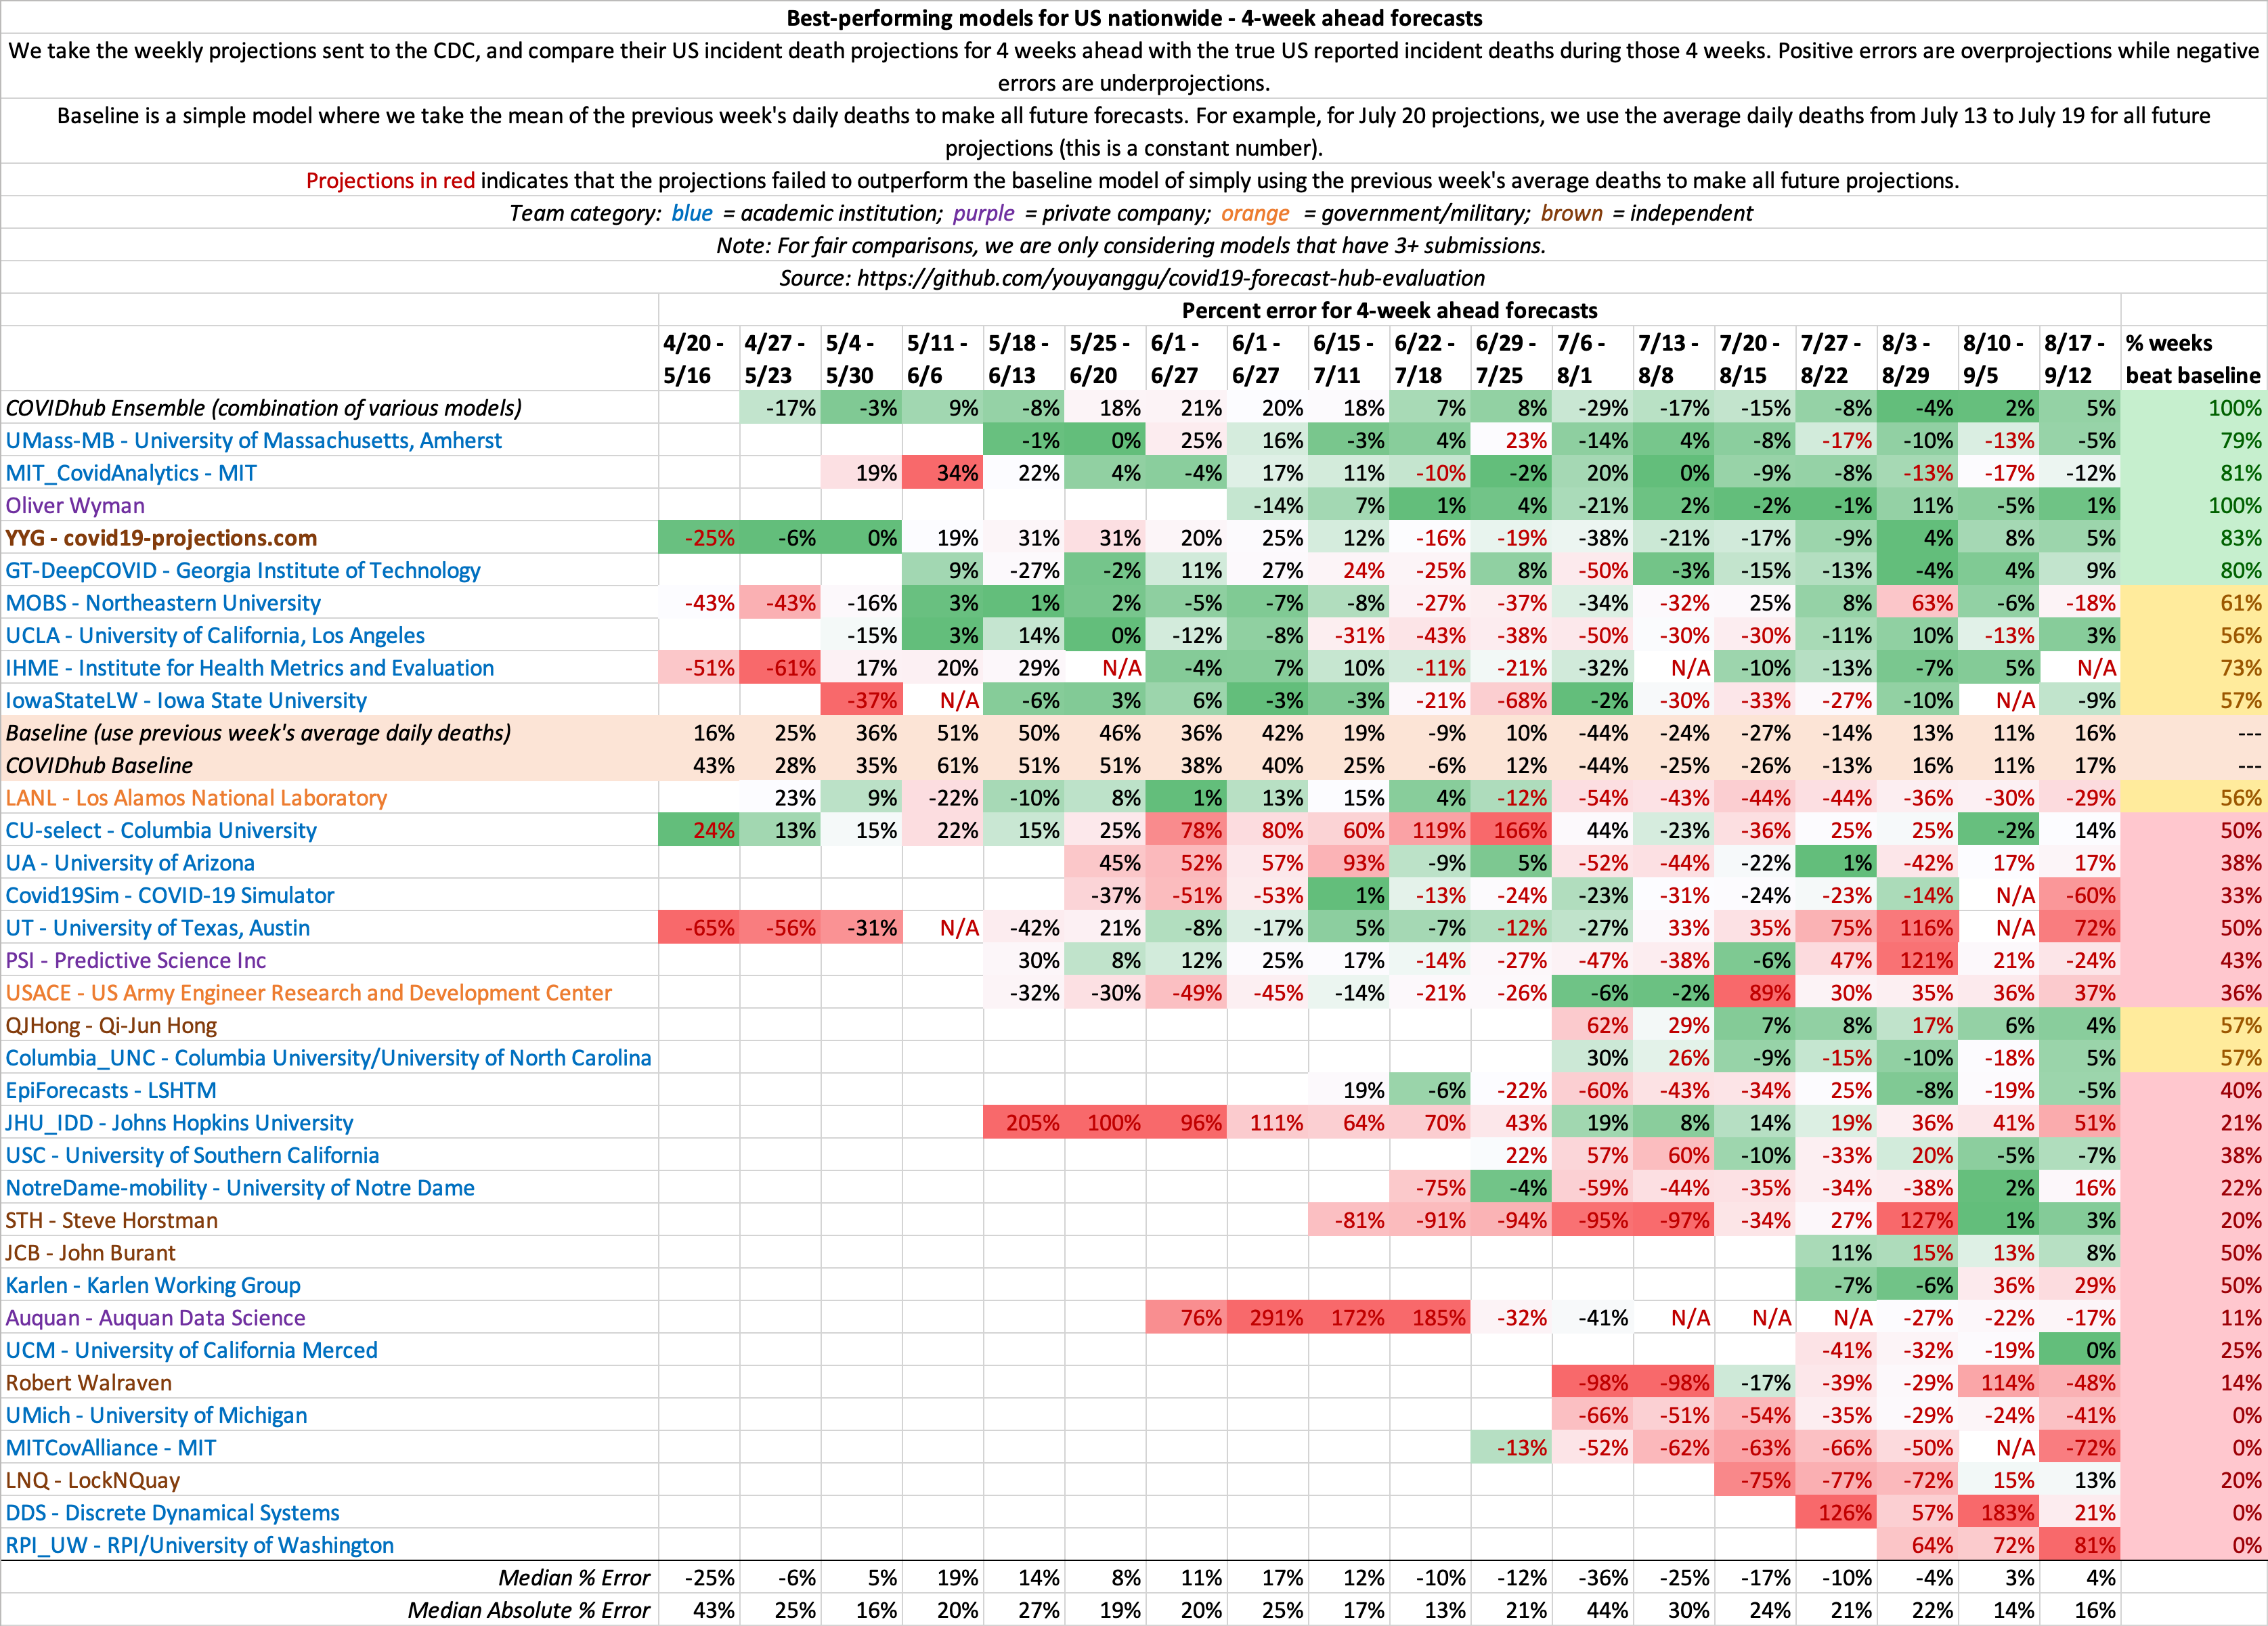 Best-performing models for US nationwide - 4-week ahead forecasts
We take the weekly projections sent to the CDC, and compare their US incident death projections for 4 weeks ahead with the true US reported incident deaths during those 4 weeks. Positive errors are overprojections while negative
errors are underprojections.
Baseline is a simple model where we take the mean of the previous week's daily deaths to make all future forecasts. For example, for July 20 projections, we use the average daily deaths from July 13 to July 19 for all future
projections (this is a constant number).
Projections in red indicates that the projections failed to outperform the baseline model of simply using the previous week's average deaths to make all future projections.
Team category: blue = academic institution; purple = private company; orange = government/military; brown = independent
Note: For fair comparisons, we are only considering models that have 3+ submissions.
Source: https://github.com/youyanggu/covid19-forecast-hub-evaluation
Percent error for 4-week ahead forecasts
4/20 - 4/27 - 5/4 - 5/11 - 5/18 - 5/25 - 6/1 - 6/1 - 6/15 - 6/22 - 6/29 - 7/6 - 7/13 - 7/20 - 7/27 - 8/3 - 8/10 - 8/17 - % weeks
5/16 5/23 5/30 6/6 6/13 6/20 6/27 6/27 7/11 7/18 7/25 8/1 8/8 8/15 8/22 8/29 9/5 9/12 beat baseline
COVIDhub Ensemble (combination of various models) -17% -3% 9% -8% 18% 21% 20% 18% 7% 8% -29% -17% -15% -8% -4% 2% 5% 100%
UMass-MB - University of Massachusetts, Amherst -1% 0% 25% 16% -3% 4% 23% -14% 4% -8% -17% -10% -13% -5% 79%
MIT_CovidAnalytics - MIT 19% 34% 22% 4% -4% 17% 11% -10% -2% 20% 0% -9% -8% -13% -17% -12% 81%
Oliver Wyman -14% 7% 1% 4% -21% 2% -2% -1% 11% -5% 1% 100%
YYG - covid19-projections.com -25% -6% 0% 19% 31% 31% 20% 25% 12% -16% -19% -38% -21% -17% -9% 4% 8% 5% 83%
GT-DeepCOVID - Georgia Institute of Technology 9% -27% -2% 11% 27% 24% -25% 8% -50% -3% -15% -13% -4% 4% 9% 80%
MOBS - Northeastern University -43% -43% -16% 3% 1% 2% -5% -7% -8% -27% -37% -34% -32% 25% 8% 63% -6% -18% 61%
UCLA - University of California, Los Angeles -15% 3% 14% 0% -12% -8% -31% -43% -38% -50% -30% -30% -11% 10% -13% 3% 56%
IHME - Institute for Health Metrics and Evaluation -51% -61% 17% 20% 29% N/A -4% 7% 10% -11% -21% -32% N/A -10% -13% -7% 5% N/A 73%
IowaStateLW - Iowa State University -37% N/A -6% 3% 6% -3% -3% -21% -68% -2% -30% -33% -27% -10% N/A -9% 57%
Baseline (use previous week's average daily deaths) 16% 25% 36% 51% 50% 46% 36% 42% 19% -9% 10% -44% -24% -27% -14% 13% 11% 16% ---
COVIDhub Baseline 43% 28% 35% 61% 51% 51% 38% 40% 25% -6% 12% -44% -25% -26% -13% 16% 11% 17% ---
LANL - Los Alamos National Laboratory 23% 9% -22% -10% 8% 1% 13% 15% 4% -12% -54% -43% -44% -44% -36% -30% -29% 56%
CU-select - Columbia University 24% 13% 15% 22% 15% 25% 78% 80% 60% 119% 166% 44% -23% -36% 25% 25% -2% 14% 50%
UA - University of Arizona 45% 52% 57% 93% -9% 5% -52% -44% -22% 1% -42% 17% 17% 38%
Covid19Sim - COVID-19 Simulator -37% -51% -53% 1% -13% -24% -23% -31% -24% -23% -14% N/A -60% 33%
UT - University of Texas, Austin -65% -56% -31% N/A -42% 21% -8% -17% 5% -7% -12% -27% 33% 35% 75% 116% N/A 72% 50%
PSI - Predictive Science Inc 30% 8% 12% 25% 17% -14% -27% -47% -38% -6% 47% 121% 21% -24% 43%
USACE - US Army Engineer Research and Development Center -32% -30% -49% -45% -14% -21% -26% -6% -2% 89% 30% 35% 36% 37% 36%
QJHong - Qi-Jun Hong 62% 29% 7% 8% 17% 6% 4% 57%
Columbia_UNC - Columbia University/University of North Carolina 30% 26% -9% -15% -10% -18% 5% 57%
EpiForecasts - LSHTM 19% -6% -22% -60% -43% -34% 25% -8% -19% -5% 40%
JHU_IDD - Johns Hopkins University 205% 100% 96% 111% 64% 70% 43% 19% 8% 14% 19% 36% 41% 51% 21%
USC - University of Southern California 22% 57% 60% -10% -33% 20% -5% -7% 38%
NotreDame-mobility - University of Notre Dame -75% -4% -59% -44% -35% -34% -38% 2% 16% 22%
STH - Steve Horstman -81% -91% -94% -95% -97% -34% 27% 127% 1% 3% 20%
JCB - John Burant 11% 15% 13% 8% 50%
Karlen - Karlen Working Group -7% -6% 36% 29% 50%
Auquan - Auquan Data Science 76% 291% 172% 185% -32% -41% N/A N/A N/A -27% -22% -17% 11%
UCM - University of California Merced -41% -32% -19% 0% 25%
Robert Walraven -98% -98% -17% -39% -29% 114% -48% 14%
UMich - University of Michigan -66% -51% -54% -35% -29% -24% -41% 0%
MITCovAlliance - MIT -13% -52% -62% -63% -66% -50% N/A -72% 0%
LNQ - LockNQuay -75% -77% -72% 15% 13% 20%
DDS - Discrete Dynamical Systems 126% 57% 183% 21% 0%
RPI_UW - RPI/University of Washington 64% 72% 81% 0%
Median % Error -25% -6% 5% 19% 14% 8% 11% 17% 12% -10% -12% -36% -25% -17% -10% -4% 3% 4%
Median Absolute % Error 43% 25% 16% 20% 27% 19% 20% 25% 17% 13% 21% 44% 30% 24% 21% 22% 14% 16%